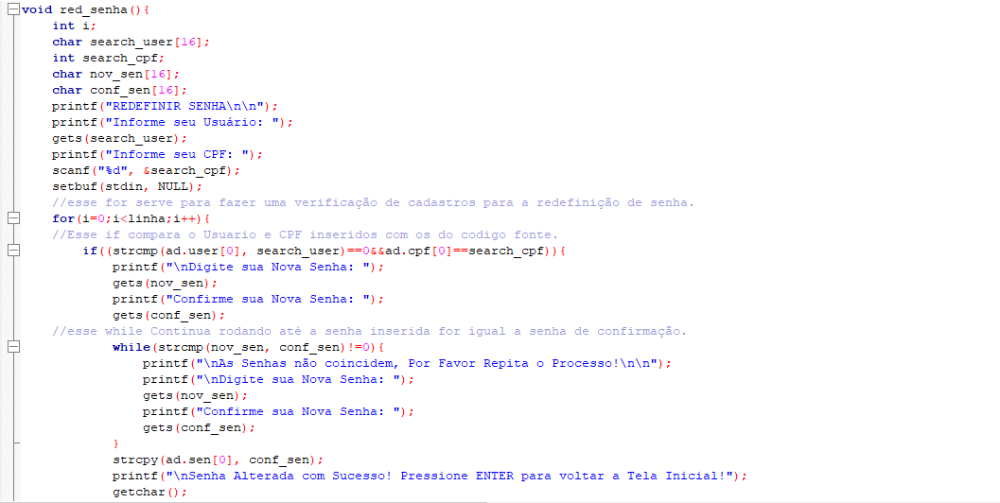 void red_senha(){
    int i;
    char search_user[16];
    int search_cpf;
    char nov_sen[16];
    char conf_sen[16];
    printf("REDEFINIR SENHA\n\n");
    printf("Informe seu Usuário: ");
    gets(search_user);
    printf("Informe seu CPF: ");
    scanf("%d", &search_cpf);
    setbuf(stdin, NULL);
    //esse for serve para fazer uma verificação de cadastros para a redefinição de senha.
    for(i=0;i<linha;i++){
    //Esse if compara o Usuario e CPF inseridos com os do codigo fonte.
        if((strcmp(ad.user[0], search_user)==0&&ad.cpf[0]==search_cpf)){
            printf("\nDigite sua Nova Senha: ");
            gets(nov_sen);
            printf("Confirme sua Nova Senha: ");
            gets(conf_sen);
    //esse while Continua rodando até a senha inserida for igual a senha de confirmação.
            while(strcmp(nov_sen, conf_sen)!=0){
                printf("\nAs Senhas não coincidem, Por Favor Repita o Processo!\n\n");
                printf("\nDigite sua Nova Senha: ");
                gets(nov_sen);
                printf("Confirme sua Nova Senha: ");
                gets(conf_sen);
            }
            strcpy(ad.sen[0], conf_sen);
            printf("\nSenha Alterada com Sucesso! Pressione ENTER para voltar a Tela Inicial!");
            getchar();